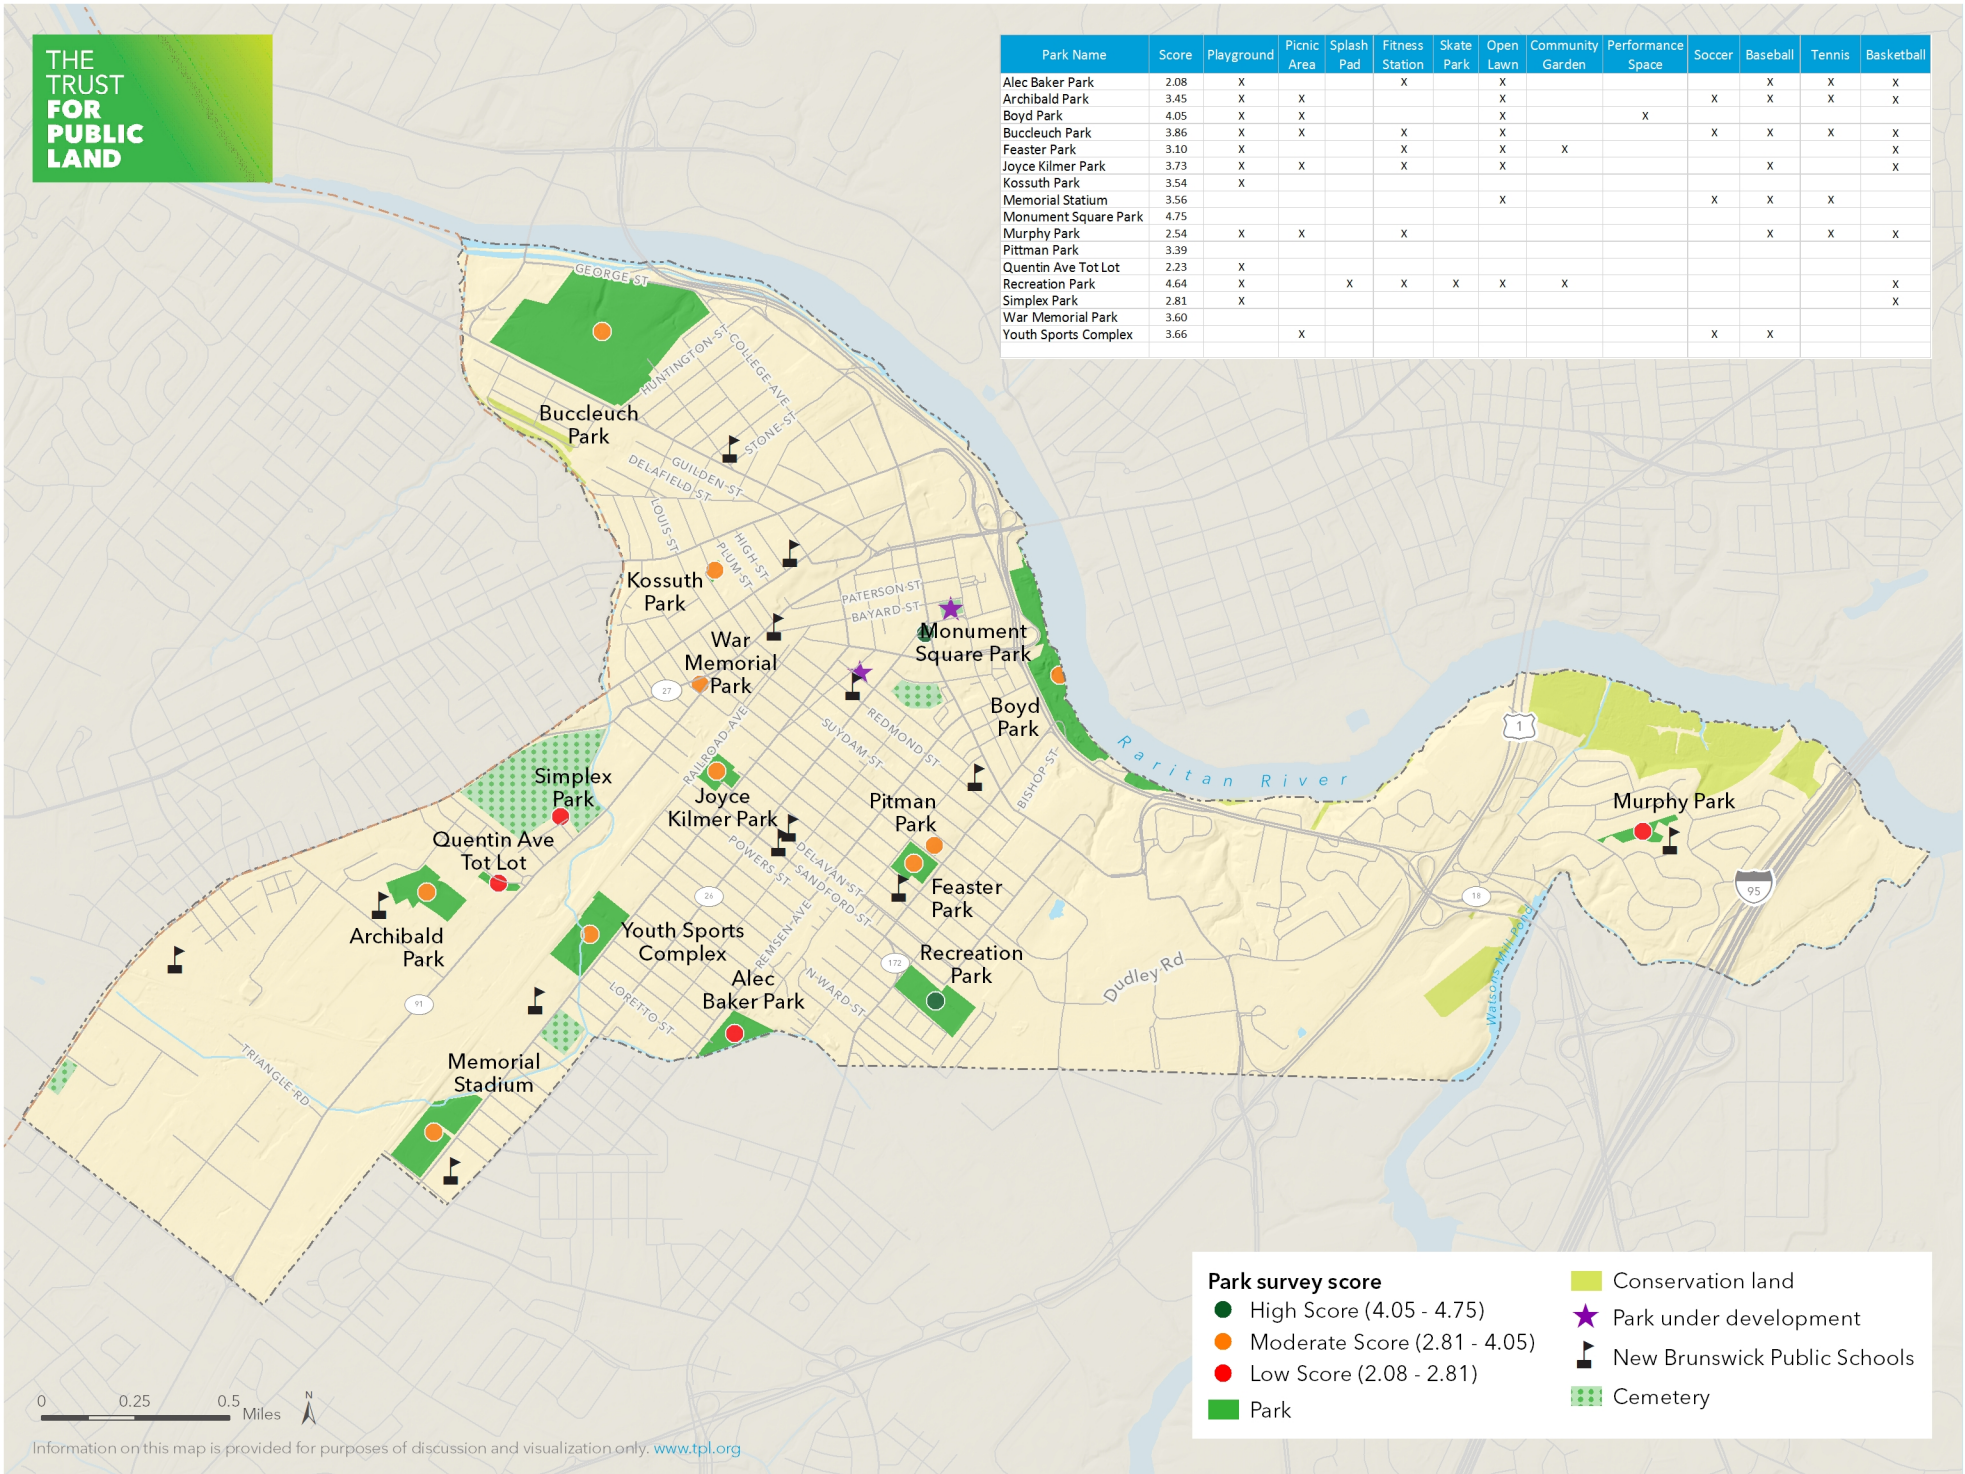 THE
TRUST
FOR
PUBLIC
LAND
Park Name Score Playground Picnic Area Splash Pad Fitness Station Skate Park Open Lawn Community Garden Performance Space Soccer Baseball Tennis Basketball
Alec Baker Park 2.08 X X X X X X
Archibald Park 3.45 X X X X X X X
Boyd Park 4.05 X X X X
Buccleuch Park 3.86 X X X X X X X X
Feaster Park 3.10 X X X X X
Joyce Kilmer Park 3.73 X X X X X X
Kossuth Park 3.54 X
Memorial Statium 3.56 X X X X
Monument Square Park 4.75
Murphy Park 2.54 X X X X X X
Pittman Park 3.39
Quentin Ave Tot Lot 2.23 X
Recreation Park 4.64 X X X X X X X
Simplex Park 2.81 X X
War Memorial Park 3.60
Youth Sports Complex 3.66 X X X
GEORGE ST
HUNTINGTON ST
COLLEGE AVE
STONE ST
Buccleuch
Park
GUILDEN ST
DELAFIELD ST
LOUIS ST
HIGH ST
PLUM ST
Kossuth
Park
PATERSON ST
BAYARD ST
Monument
Square Park
War
Memorial
Park
27
Boyd
Park
REDMOND ST
SUYDAM ST
RAILROAD AVE
BISHOP ST
Raritan River
1
Simplex
Park
Joyce
Kilmer Park
Pitman
Park
Murphy Park
Quentin Ave
Tot Lot
POWERS ST
DELAVAN ST
SANDFORD ST
26
Feaster
Park
18
95
Archibald
Park
Youth Sports
Complex
REMSEN AVE
Recreation
Park
172
Alec
Baker Park
N WARD ST
LORETTO ST
Dudley Rd
Watsons Mill Pond
91
TRIANGLE RD
Memorial
Stadium
Park survey score
High Score (4.05 - 4.75)
Moderate Score (2.81 - 4.05)
Low Score (2.08 - 2.81)
Park
Conservation land
Park under development
New Brunswick Public Schools
Cemetery
0 0.25 0.5
Miles
N
Information on this map is provided for purposes of discussion and visualization only. www.tpl.org